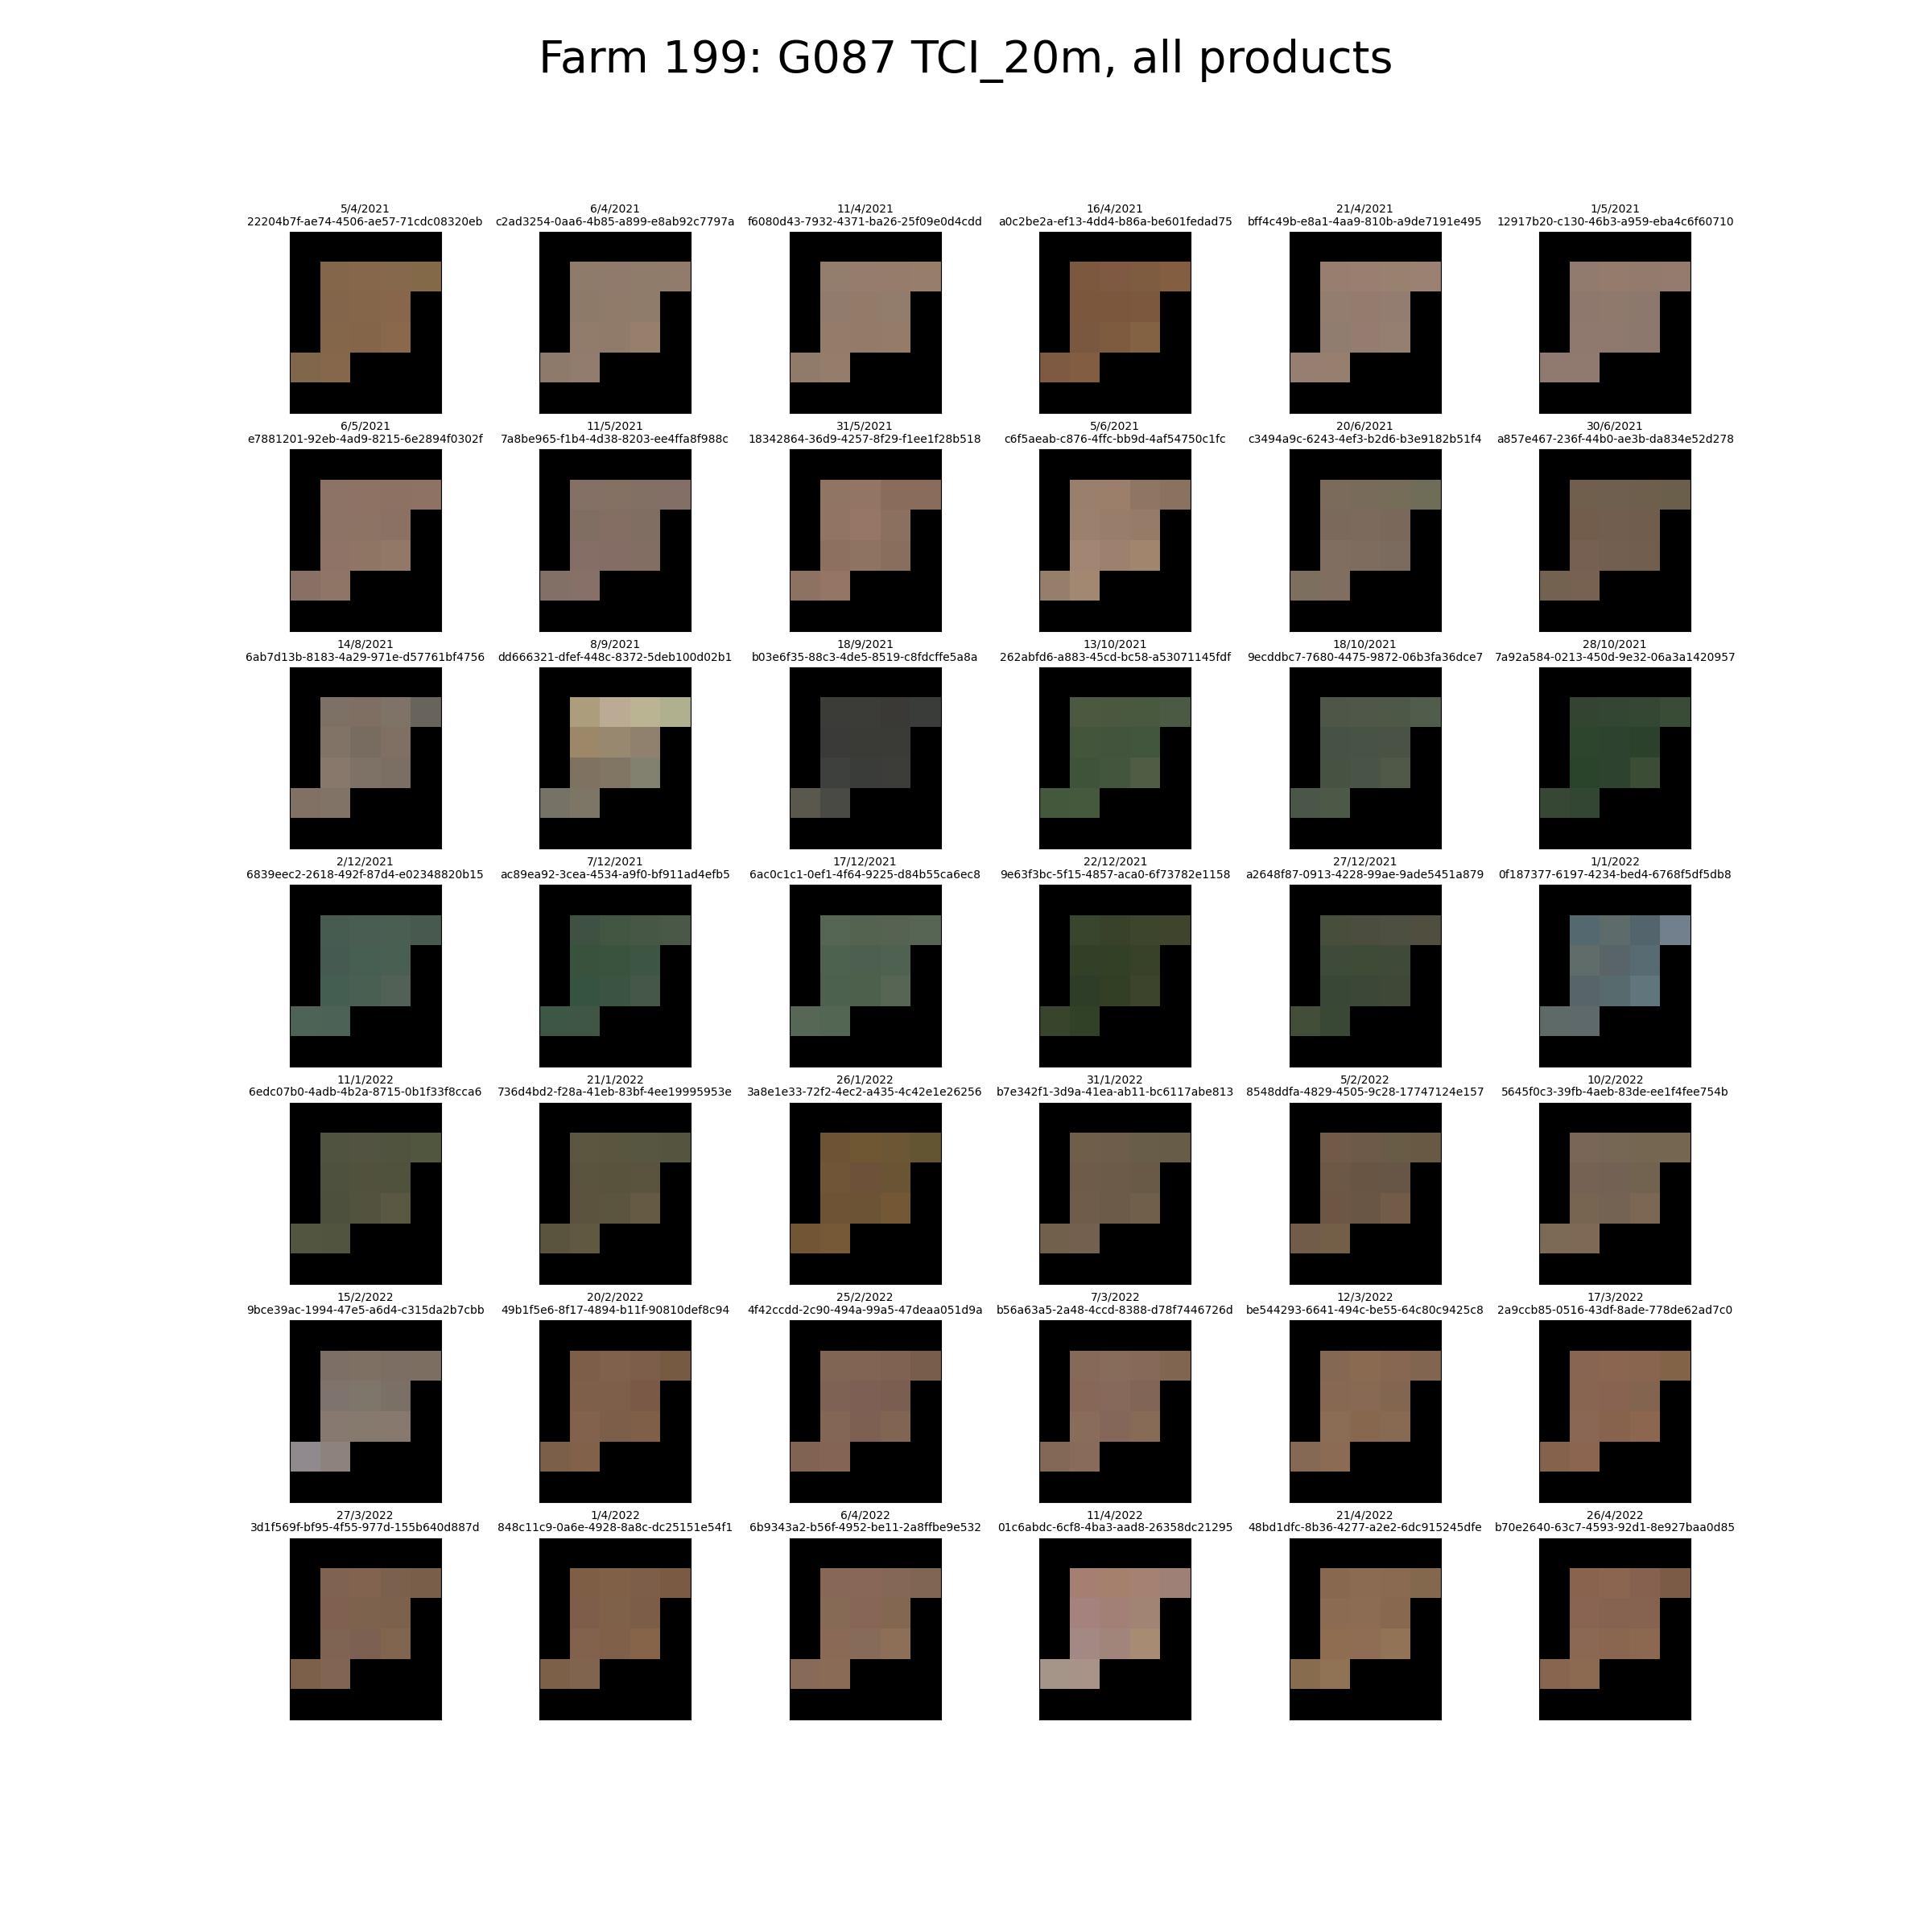 Farm 199: G087 TCI_20m, all products
5/4/2021
22204b7f-ae74-4506-ae57-71cdc08320eb
6/4/2021
c2ad3254-0aa6-4b85-a899-e8ab92c7797a
11/4/2021
f6080d43-7932-4371-ba26-25f09e0d4cdd
16/4/2021
a0c2be2a-ef13-4dd4-b86a-be601fedad75
21/4/2021
bff4c49b-e8a1-4aa9-810b-a9de7191e495
1/5/2021
12917b20-c130-46b3-a959-eba4c6f60710
6/5/2021
e7881201-92eb-4ad9-8215-6e2894f0302f
11/5/2021
7a8be965-f1b4-4d38-8203-ee4ffa8f988c
31/5/2021
18342864-36d9-4257-8f29-f1ee1f28b518
5/6/2021
c6f5aeab-c876-4ffc-bb9d-4af54750c1fc
20/6/2021
c3494a9c-6243-4ef3-b2d6-b3e9182b51f4
30/6/2021
a857e467-236f-44b0-ae3b-da834e52d278
14/8/2021
6ab7d13b-8183-4a29-971e-d57761bf4756
8/9/2021
dd666321-dfef-448c-8372-5deb100d02b1
18/9/2021
b03e6f35-88c3-4de5-8519-c8fdcffe5a8a
13/10/2021
262abfd6-a883-45cd-bc58-a53071145fdf
18/10/2021
9ecddbc7-7680-4475-9872-06b3fa36dce7
28/10/2021
7a92a584-0213-450d-9e32-06a3a1420957
2/12/2021
6839eec2-2618-492f-87d4-e02348820b15
7/12/2021
ac89ea92-3cea-4534-a9f0-bf911ad4efb5
17/12/2021
6ac0c1c1-0ef1-4f64-9225-d84b55ca6ec8
22/12/2021
9e63f3bc-5f15-4857-aca0-6f73782e1158
27/12/2021
a2648f87-0913-4228-99ae-9ade5451a879
1/1/2022
0f187377-6197-4234-bed4-6768f5df5db8
11/1/2022
6edc07b0-4adb-4b2a-8715-0b1f33f8cca6
21/1/2022
736d4bd2-f28a-41eb-83bf-4ee19995953e
26/1/2022
3a8e1e33-72f2-4ec2-a435-4c42e1e26256
31/1/2022
b7e342f1-3d9a-41ea-ab11-bc6117abe813
5/2/2022
8548ddfa-4829-4505-9c28-17747124e157
10/2/2022
5645f0c3-39fb-4aeb-83de-ee1f4fee754b
15/2/2022
9bce39ac-1994-47e5-a6d4-c315da2b7cbb
20/2/2022
49b1f5e6-8f17-4894-b11f-90810def8c94
25/2/2022
4f42ccdd-2c90-494a-99a5-47deaa051d9a
7/3/2022
b56a63a5-2a48-4ccd-8388-d78f7446726d
12/3/2022
be544293-6641-494c-be55-64c80c9425c8
17/3/2022
2a9ccb85-0516-43df-8ade-778de62ad7c0
27/3/2022
3d1f569f-bf95-4f55-977d-155b640d887d
1/4/2022
848c11c9-0a6e-4928-8a8c-dc25151e54f1
6/4/2022
6b9343a2-b56f-4952-be11-2a8ffbe9e532
11/4/2022
01c6abdc-6cf8-4ba3-aad8-26358dc21295
21/4/2022
48bd1dfc-8b36-4277-a2e2-6dc915245dfe
26/4/2022
b70e2640-63c7-4593-92d1-8e927baa0d85